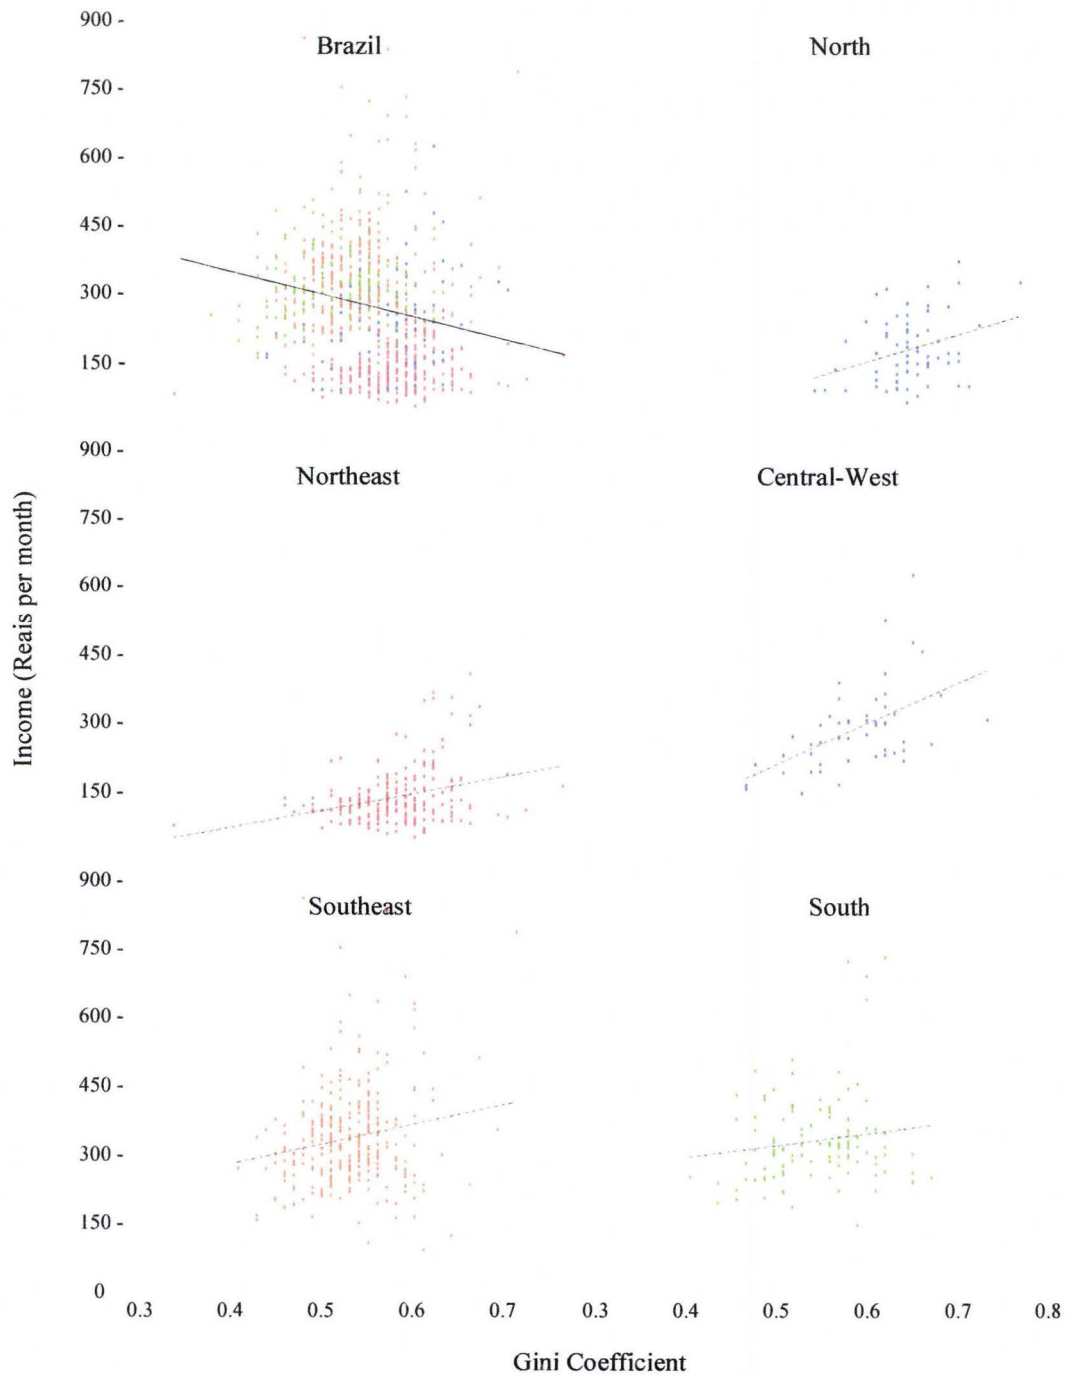 900 -
Brazil
North
750 -
600 -
450 -
300 -
150 -
900 -
Northeast
Central-West
750 -
600 -
450 -
300 -
150 -
900 -
Southeast
South
750 -
600 -
450 -
300 -
150 -
0
0.3 0.4 0.5 0.6 0.7 0.3 0.4 0.5 0.6 0.7 0.8
Gini Coefficient
Income (Reais per month)